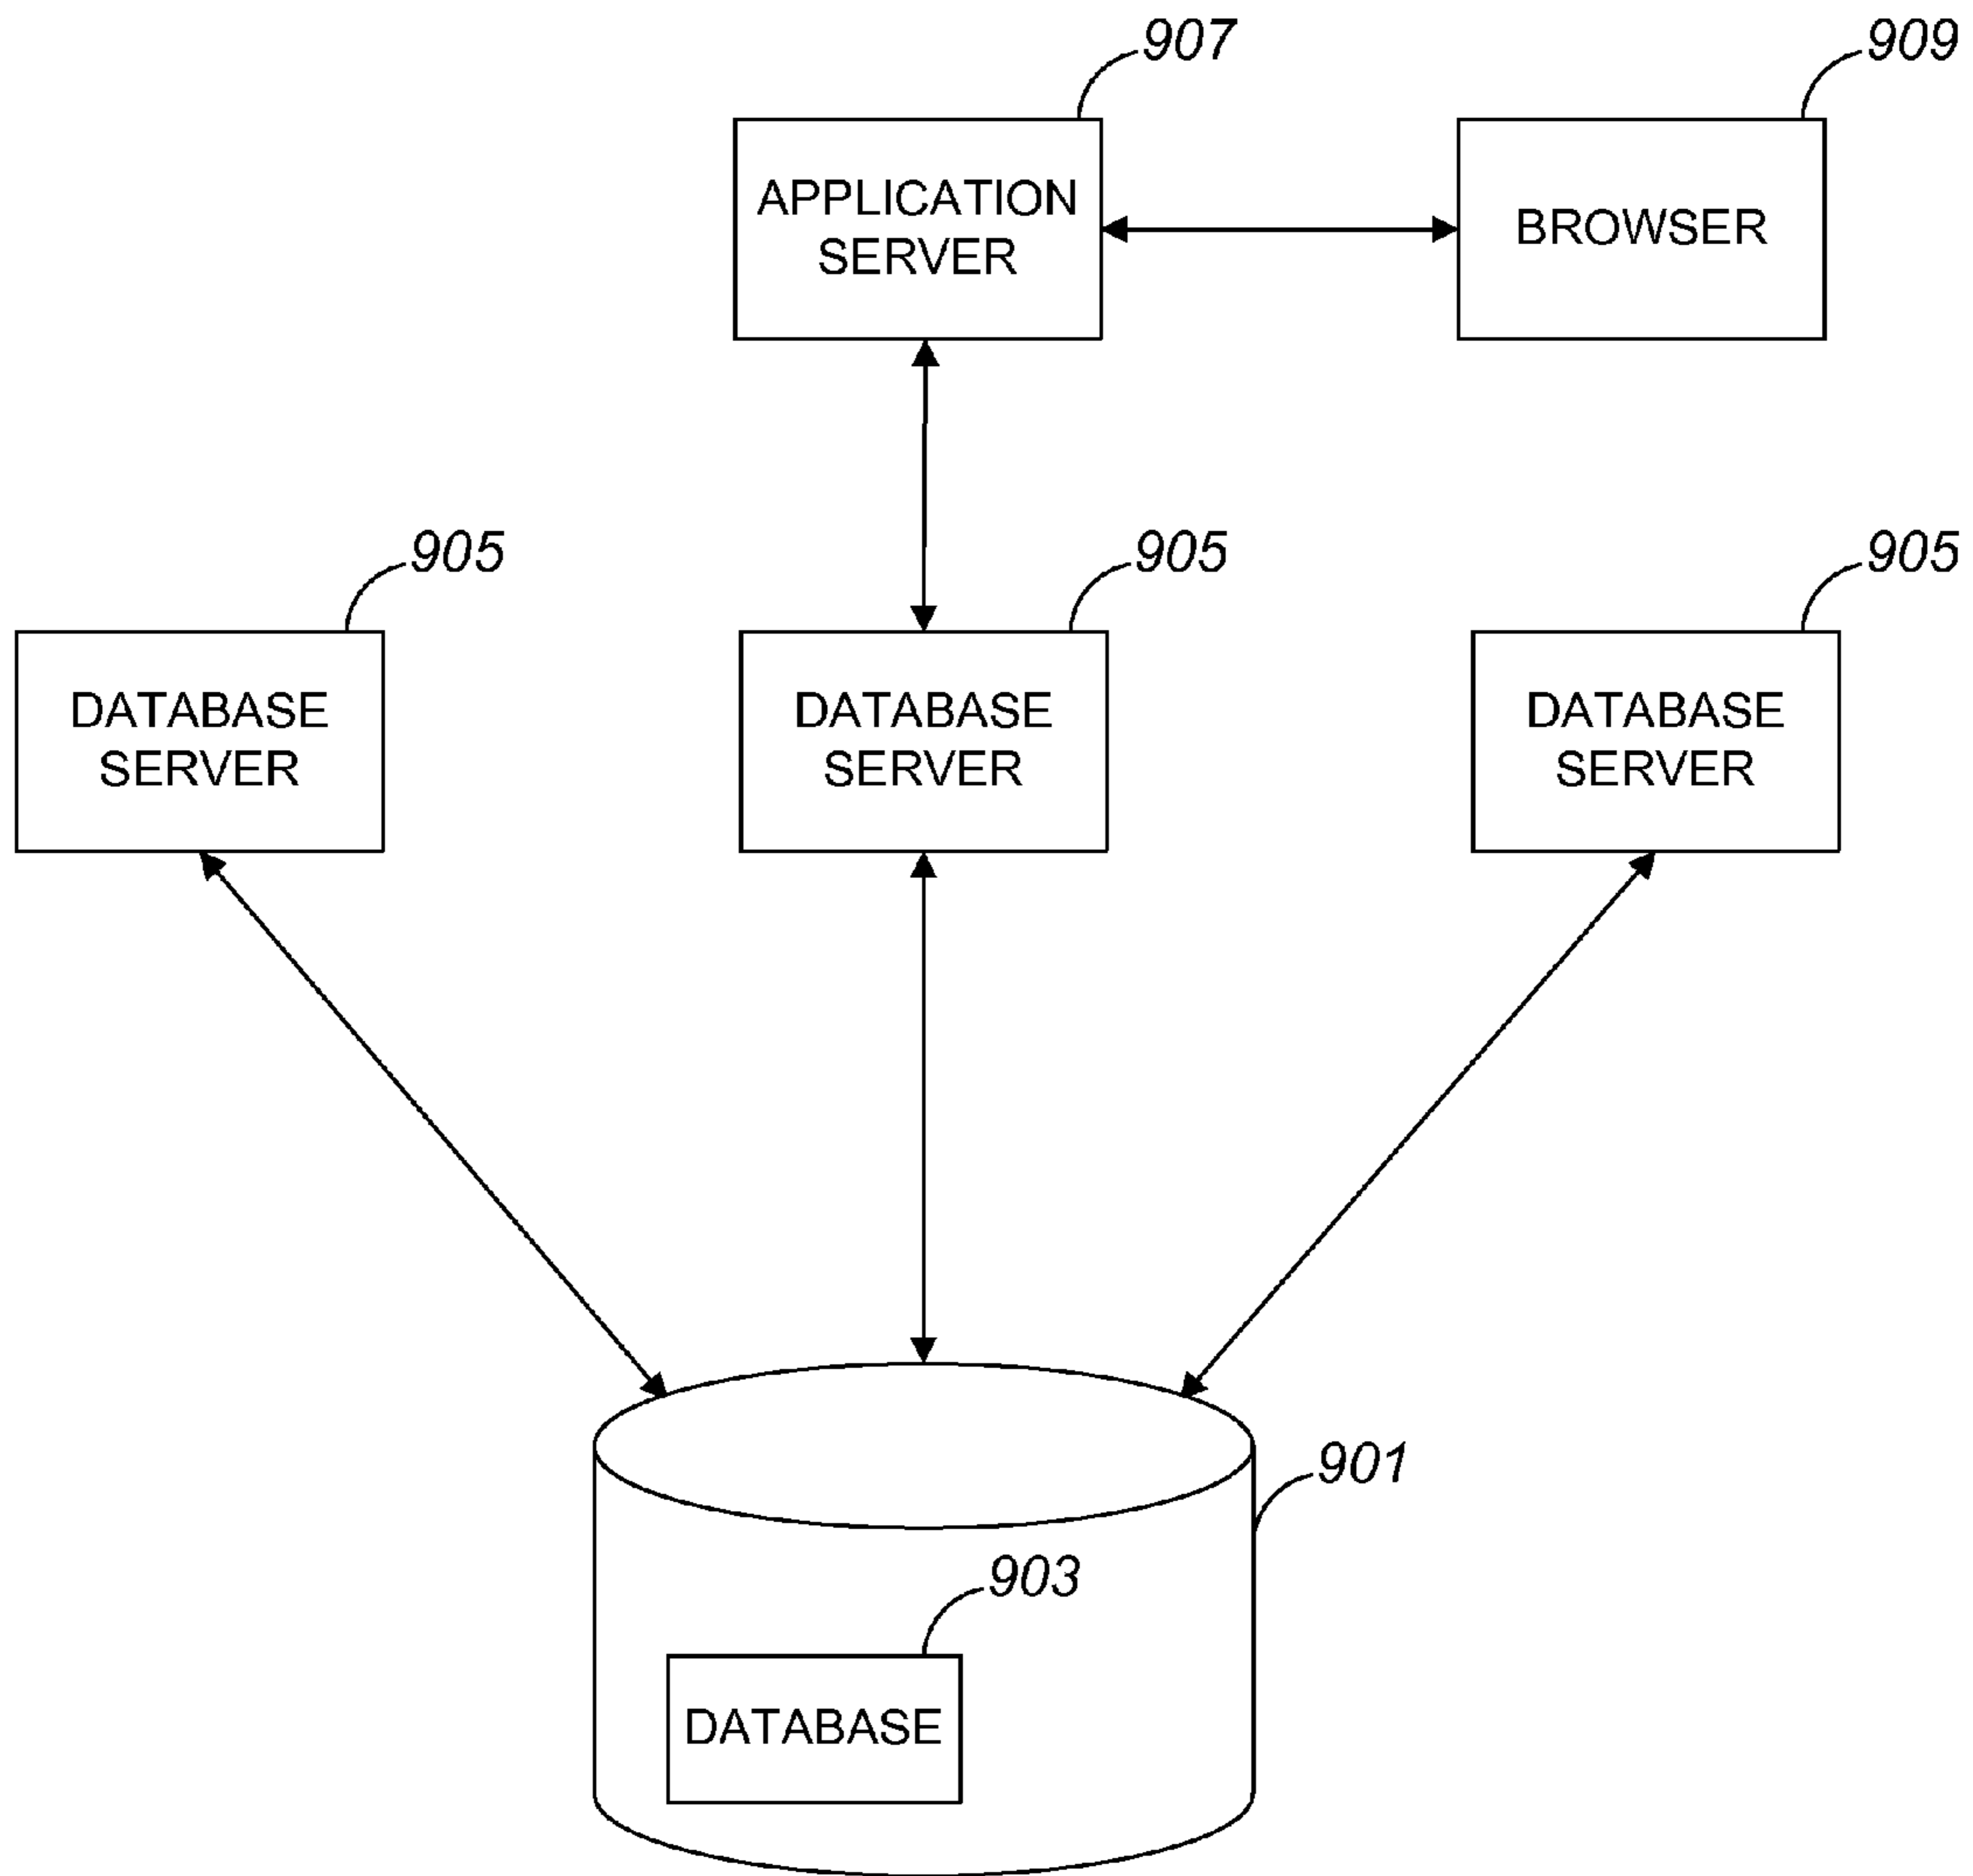 907
909
APPLICATION
SERVER
BROWSER
905
905
905
DATABASE
SERVER
DATABASE
SERVER
DATABASE
SERVER
901
903
DATABASE